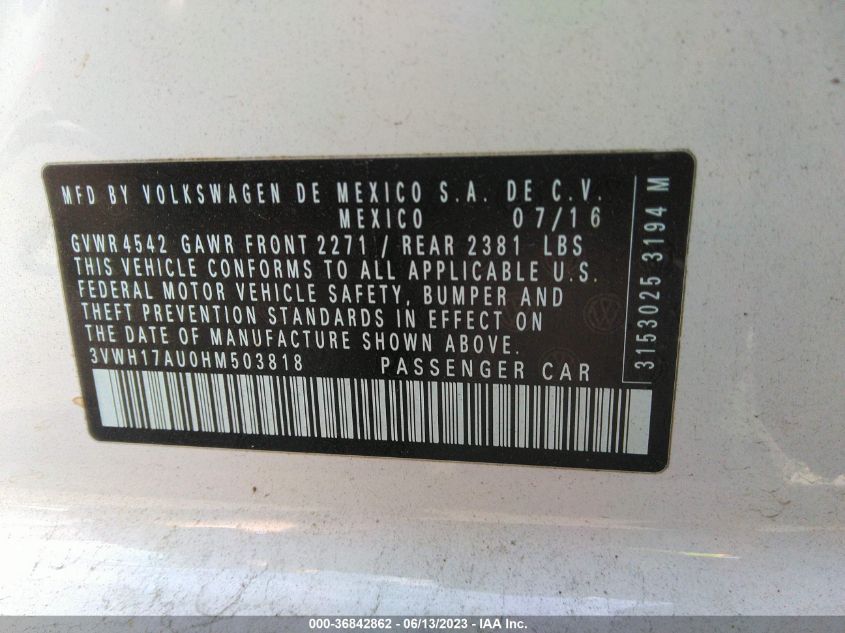 MFD BY VOLKSWAGEN DE MEXICO S.A. DE C.V.
MEXICO 07/16
GVWR 4542 GAWR FRONT 2271 / REAR 2381 LBS
THIS VEHICLE CONFORMS TO ALL APPLICABLE U.S.
FEDERAL MOTOR VEHICLE SAFETY, BUMPER AND
THEFT PREVENTION STANDARDS IN EFFECT ON
THE DATE OF MANUFACTURE SHOWN ABOVE.
3VWH17AU0HM503818 PASSENGER CAR
3153025 3194 M
000-36842862 - 06/13/2023 - IAA Inc.